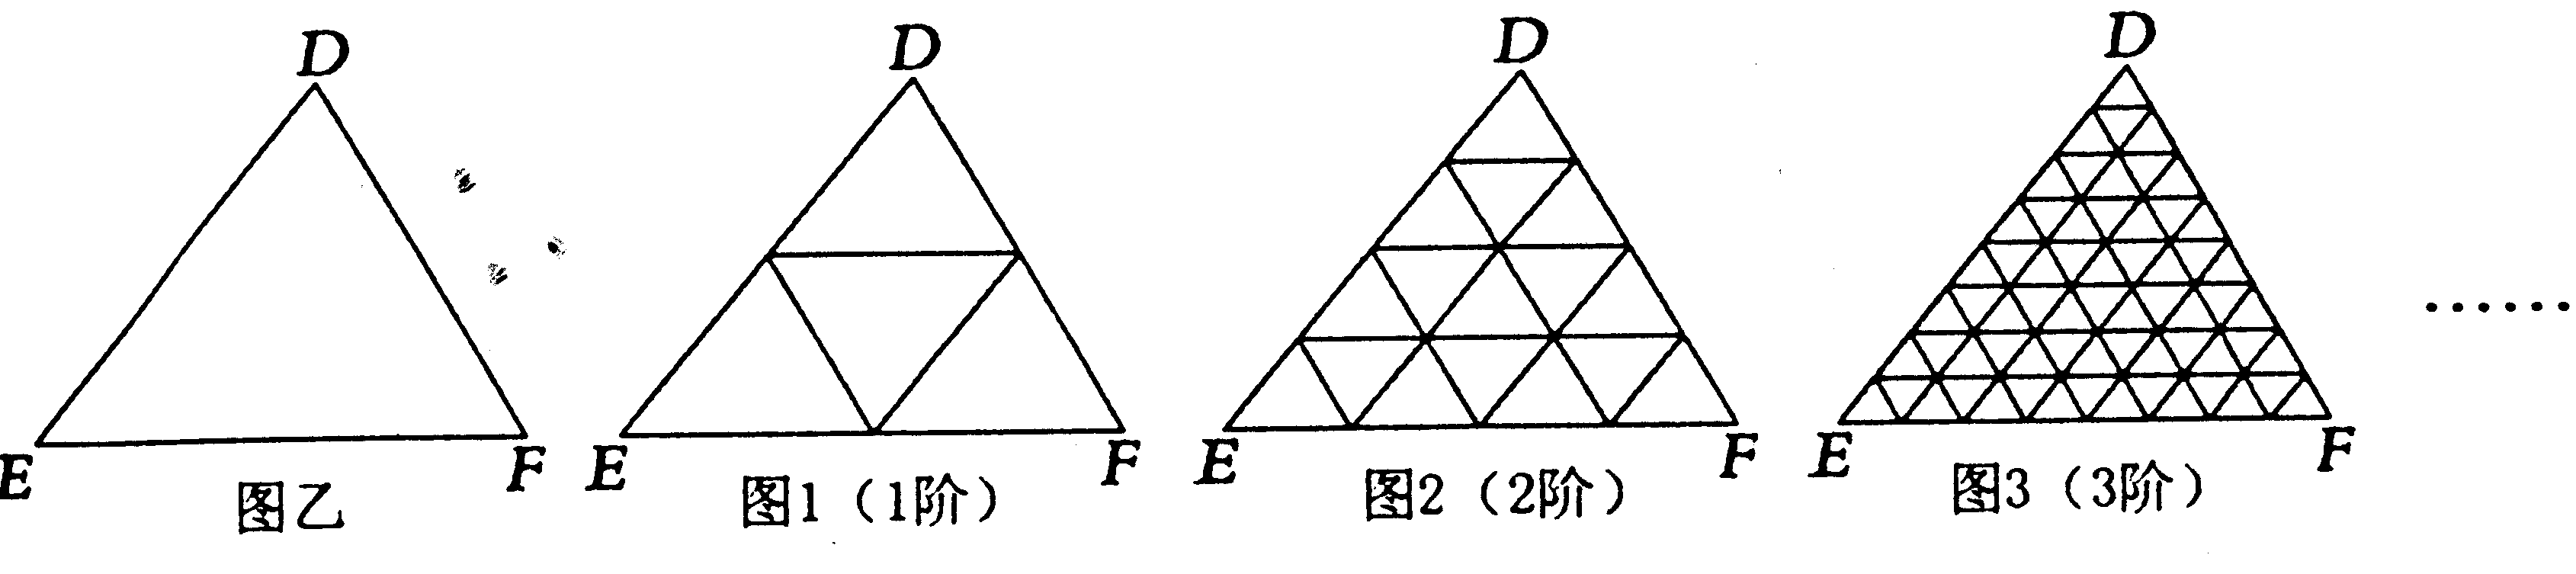 D D D D
E F E F E F E F
图乙 图1（1阶） 图2（2阶） 图3（3阶） ······